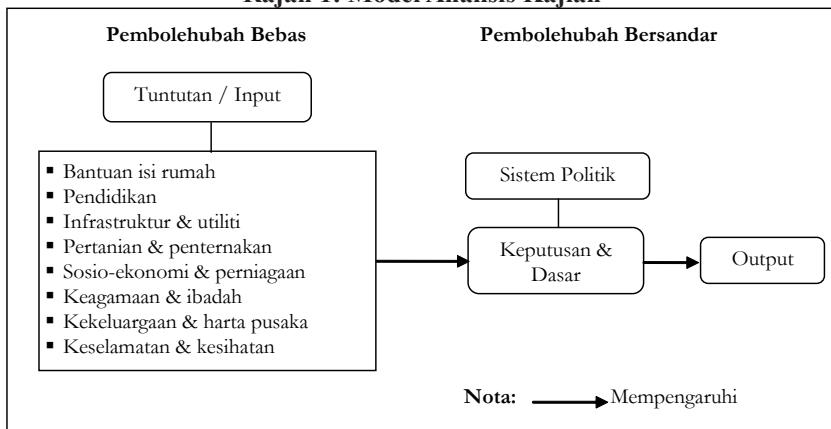 Pembolehubah Bebas
Pembolehubah Bersandar
Tuntutan / Input
▪ Bantuan isi rumah
▪ Pendidikan
▪ Infrastruktur & utiliti
▪ Pertanian & penternakan
▪ Sosio-ekonomi & perniagaan
▪ Keagamaan & ibadah
▪ Kekeluargaan & harta pusaka
▪ Keselamatan & kesihatan
Sistem Politik
Keputusan &
Dasar
Output
Nota: Mempengaruhi